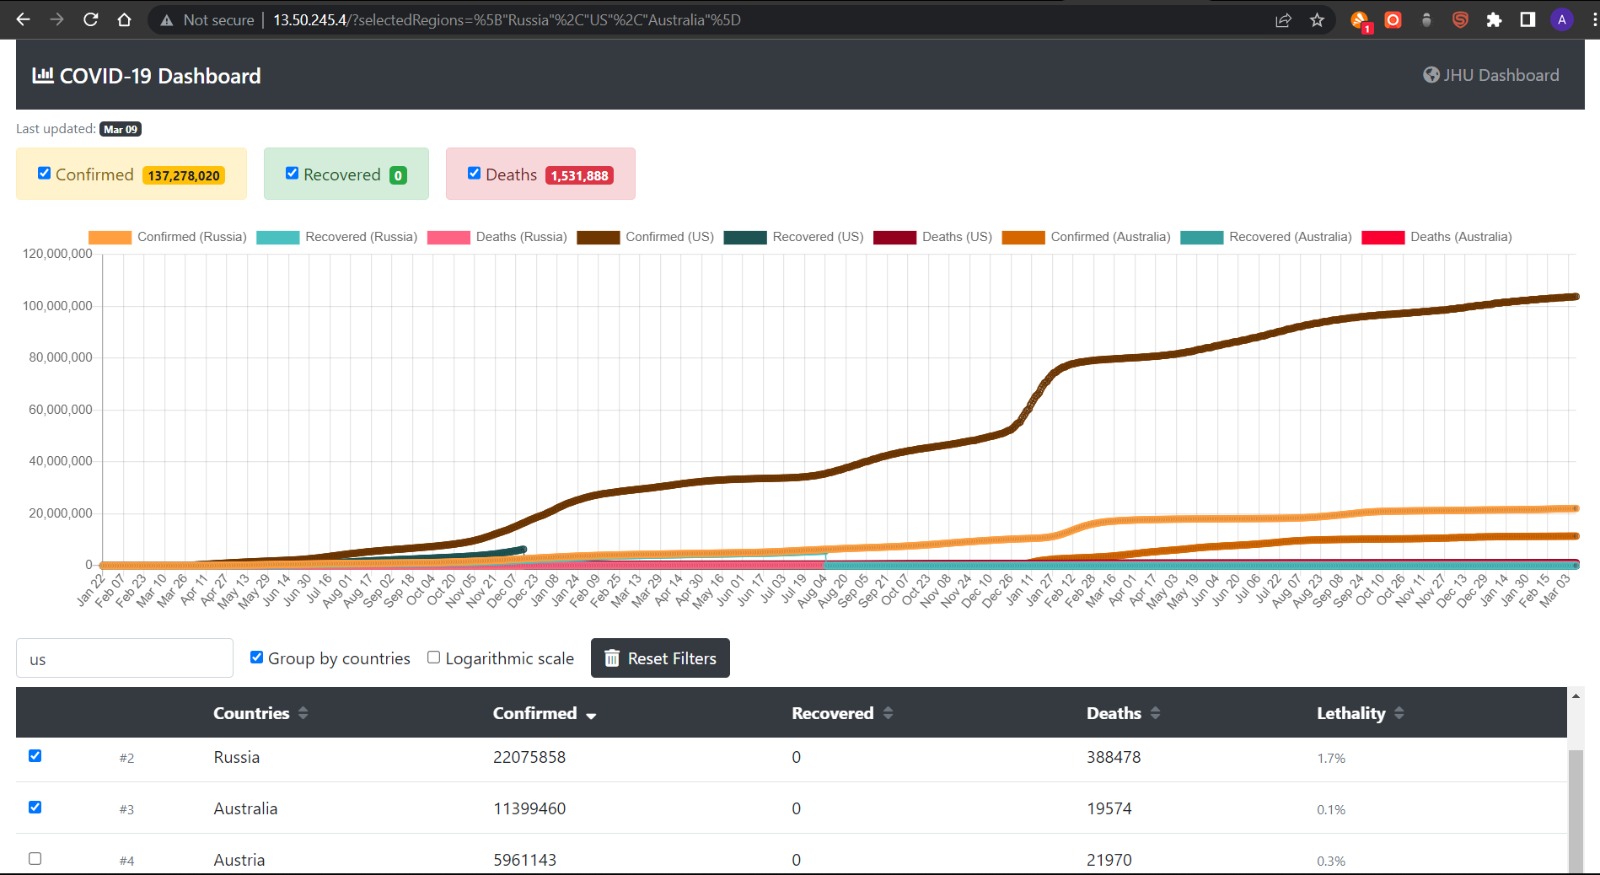 Not secure | 13.50.245.4/?selectedRegions=%5B"Russia"%2C"US"%2C"Australia"%5D
1
A
COVID-19 Dashboard
JHU Dashboard
Last updated: Mar 09
Confirmed 137,278,020
Recovered 0
Deaths 1,531,888
Confirmed (Russia) Recovered (Russia) Deaths (Russia) Confirmed (US) Recovered (US) Deaths (US) Confirmed (Australia) Recovered (Australia) Deaths (Australia)
120,000,000
100,000,000
80,000,000
60,000,000
40,000,000
20,000,000
0
Jan 22 Feb 07 Feb 23 Mar 10 Mar 26 Apr 11 Apr 27 May 13 May 29 Jun 14 Jun 30 Jul 16 Aug 01 Aug 17 Sep 02 Sep 18 Oct 04 Oct 20 Nov 05 Nov 21 Dec 07 Dec 23 Jan 08 Jan 24 Feb 09 Feb 25 Mar 13 Mar 29 Apr 14 Apr 30 May 16 Jun 01 Jun 17 Jul 03 Jul 19 Aug 04 Aug 20 Sep 05 Sep 21 Oct 07 Oct 23 Nov 08 Nov 24 Dec 10 Dec 26 Jan 11 Jan 27 Feb 12 Feb 28 Mar 16 Apr 01 Apr 17 May 03 May 19 Jun 04 Jun 20 Jul 06 Jul 22 Aug 07 Aug 23 Sep 08 Sep 24 Oct 10 Oct 26 Nov 11 Nov 27 Dec 13 Dec 29 Jan 14 Jan 30 Feb 15 Mar 03
us
Group by countries
Logarithmic scale
Reset Filters
Countries Confirmed Recovered Deaths Lethality
#2 Russia 22075858 0 388478 1.7%
#3 Australia 11399460 0 19574 0.1%
#4 Austria 5961143 0 21970 0.3%